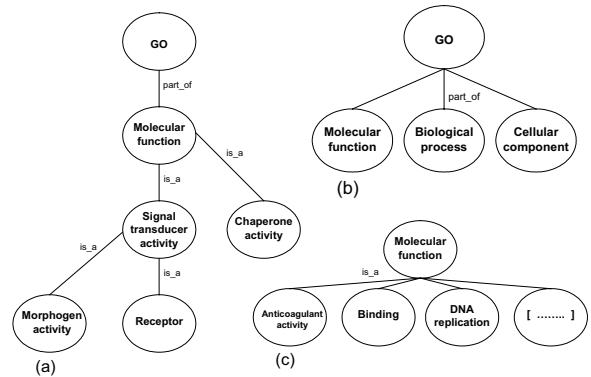 GO
part_of
Molecular
function
is_a
is_a
Signal
transducer
activity
Chaperone
activity
is_a
is_a
Morphogen
activity
Receptor
(a)
GO
part_of
Molecular
function
Biological
process
Cellular
component
(b)
Molecular
function
is_a
Anticoagulant
activity
Binding
DNA
replication
[ ........ ]
(c)